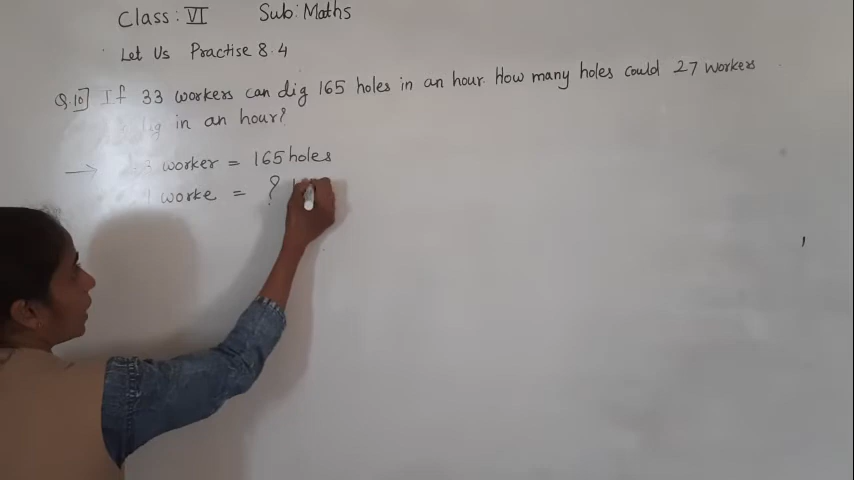 Class: VI Sub: Maths
Let Us Practise 8.4
Q.10] If 33 workers can dig 165 holes in an hour. How many holes could 27 workers
dig in an hour?
→ worker = 165 holes
1 worke = ?